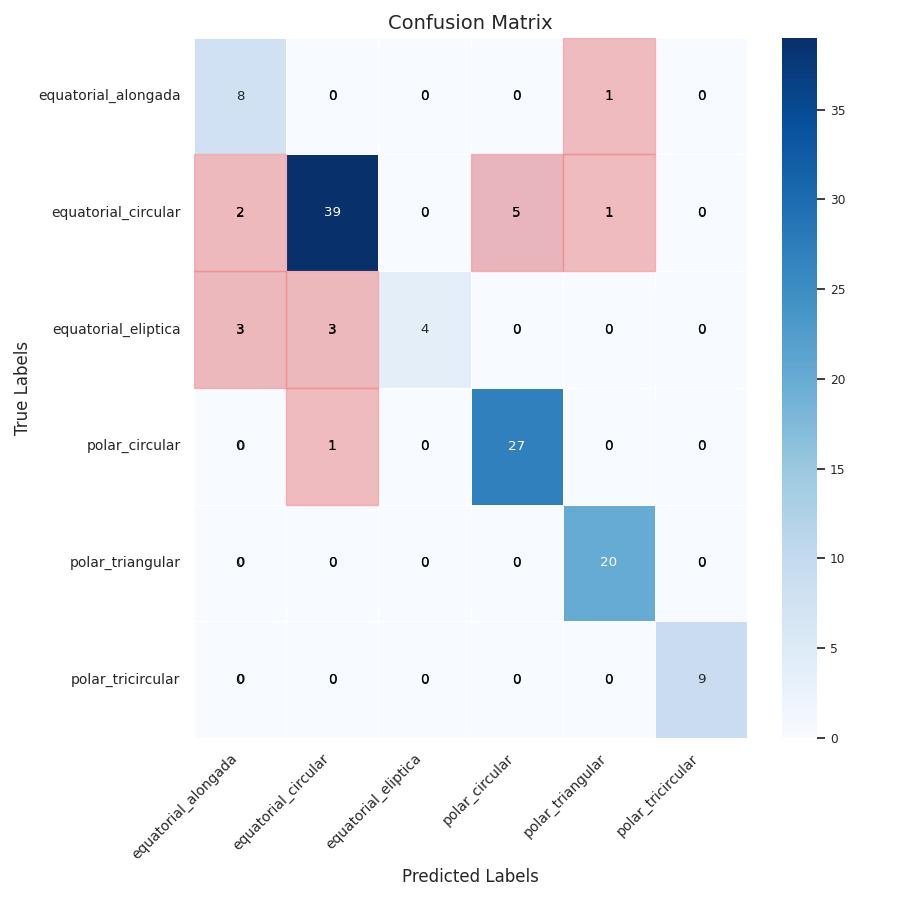 Confusion Matrix
equatorial_alongada 8 0 0 0 1 0
equatorial_circular 2 39 0 5 1 0
equatorial_eliptica 3 3 4 0 0 0
polar_circular 0 1 0 27 0 0
polar_triangular 0 0 0 0 20 0
polar_tricircular 0 0 0 0 0 9
True Labels
equatorial_alongada equatorial_circular equatorial_eliptica polar_circular polar_triangular polar_tricircular
Predicted Labels
35
30
25
20
15
10
5
0